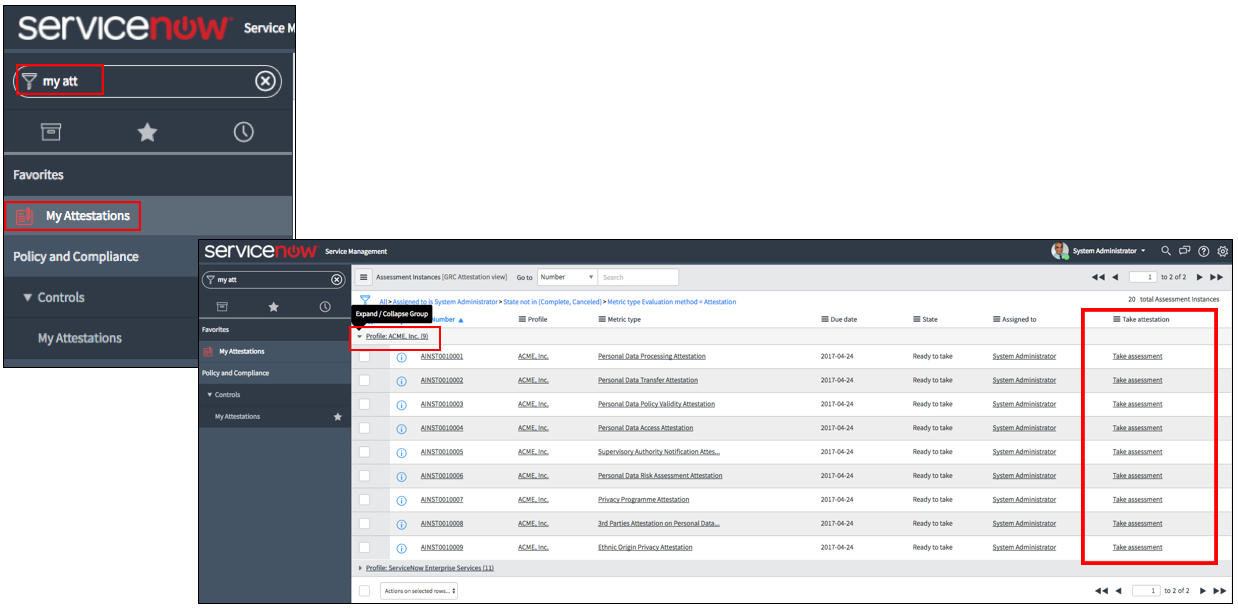 servicenow Service M
my att
Favorites
My Attestations
Policy and Compliance
▼ Controls
My Attestations
servicenow Service Management System Administrator
my att
Favorites
My Attestations
Policy and Compliance
▼ Controls
My Attestations
Assessment Instances [GRC Attestation view] Go to Number Search 1 to 2 of 2
All > Assigned to is System Administrator > State not in (Complete, Canceled) > Metric type Evaluation method = Attestation 20 total Assessment Instances
Expand / Collapse Group
Number Profile Metric type Due date State Assigned to Take attestation
Profile: ACME, Inc. (9)
AINST0010001 ACME, Inc. Personal Data Processing Attestation 2017-04-24 Ready to take System Administrator Take assessment
AINST0010002 ACME, Inc. Personal Data Transfer Attestation 2017-04-24 Ready to take System Administrator Take assessment
AINST0010003 ACME, Inc. Personal Data Policy Validity Attestation 2017-04-24 Ready to take System Administrator Take assessment
AINST0010004 ACME, Inc. Personal Data Access Attestation 2017-04-24 Ready to take System Administrator Take assessment
AINST0010005 ACME, Inc. Supervisory Authority Notification Attes... 2017-04-24 Ready to take System Administrator Take assessment
AINST0010006 ACME, Inc. Personal Data Risk Assessment Attestation 2017-04-24 Ready to take System Administrator Take assessment
AINST0010007 ACME, Inc. Privacy Programme Attestation 2017-04-24 Ready to take System Administrator Take assessment
AINST0010008 ACME, Inc. 3rd Parties Attestation on Personal Data... 2017-04-24 Ready to take System Administrator Take assessment
AINST0010009 ACME, Inc. Ethnic Origin Privacy Attestation 2017-04-24 Ready to take System Administrator Take assessment
Profile: ServiceNow Enterprise Services (11)
Actions on selected rows... 1 to 2 of 2